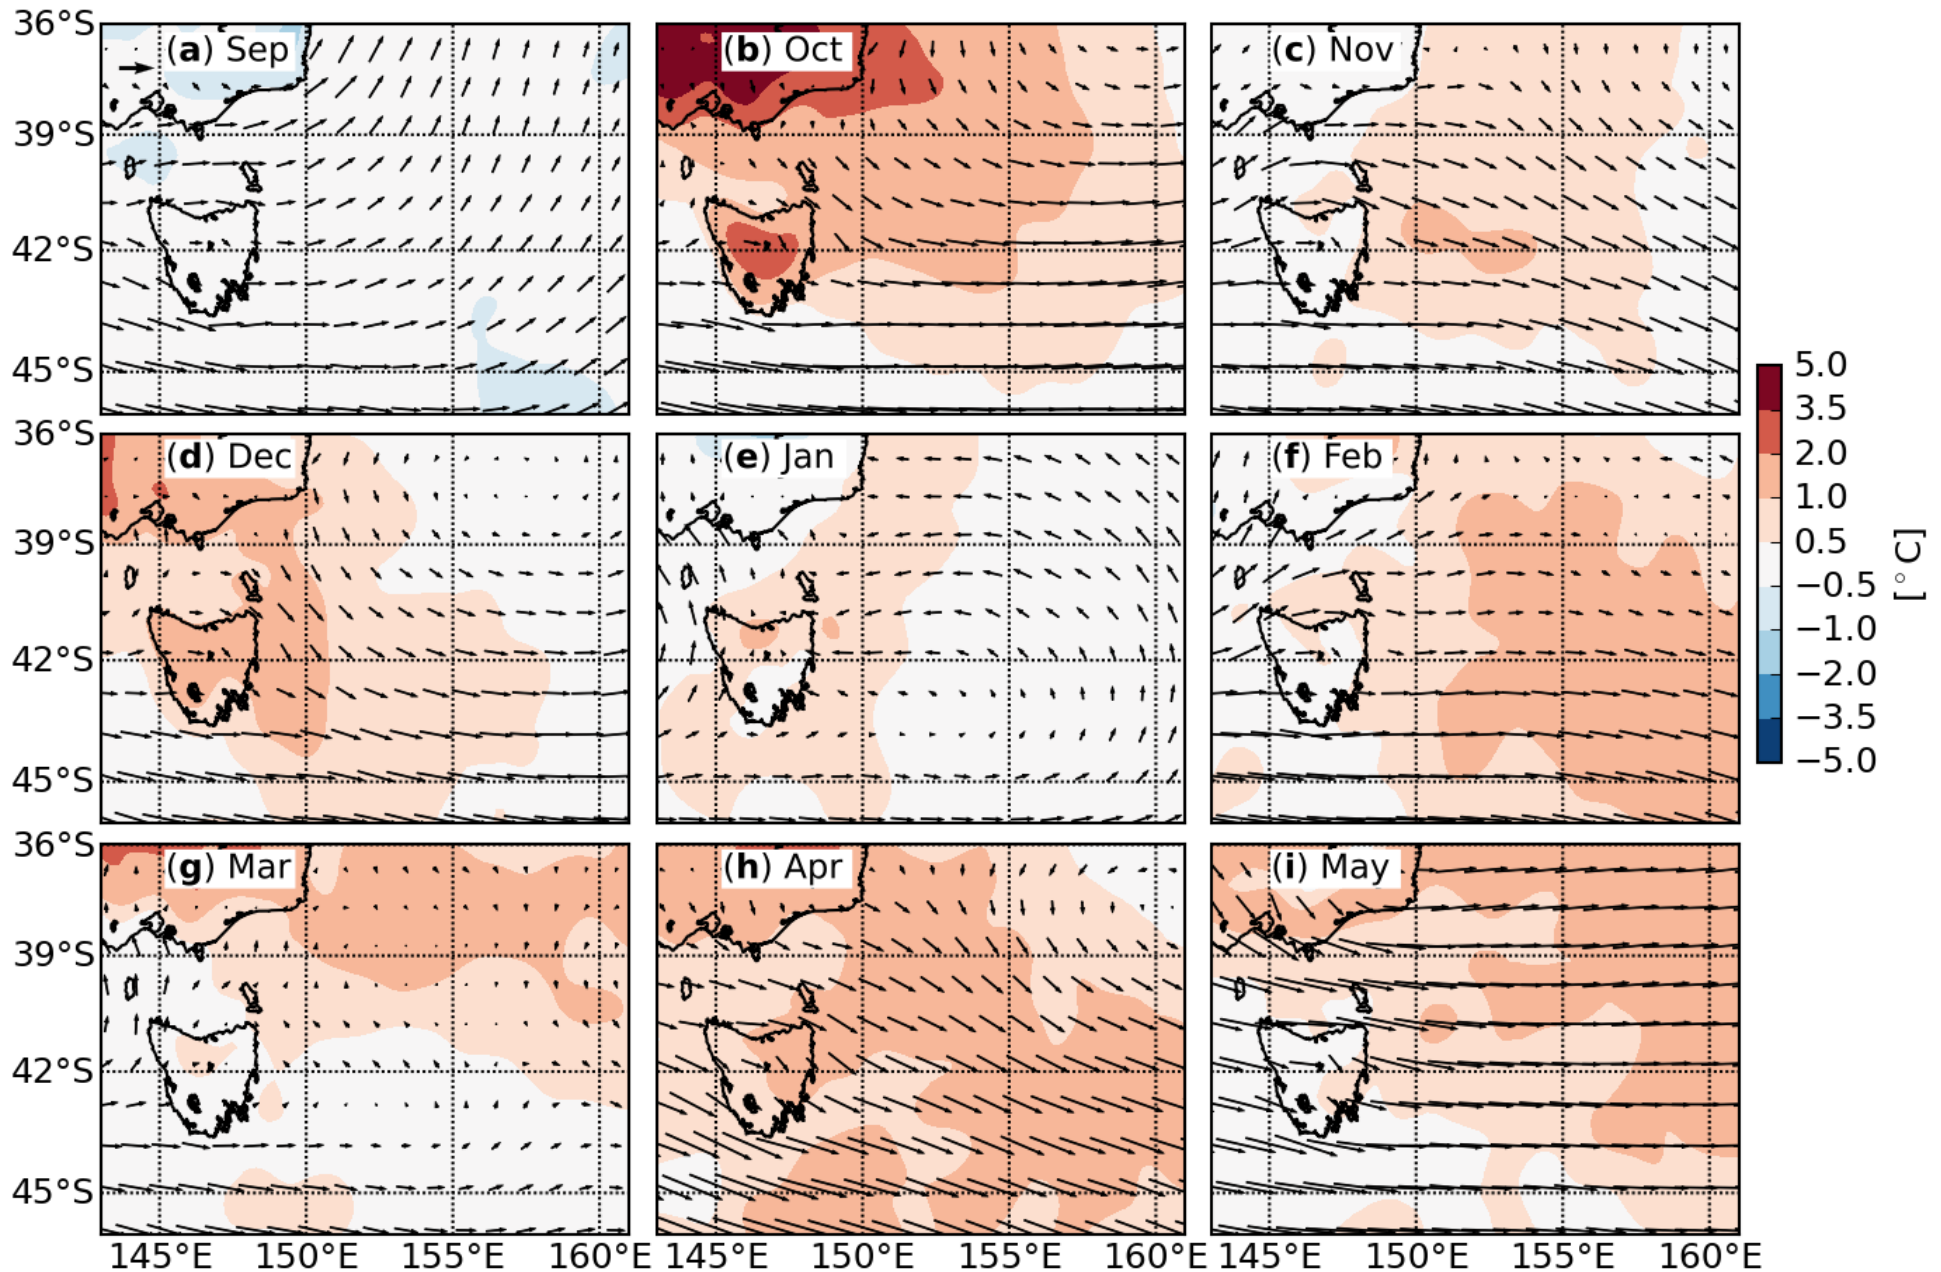 36°S
(a) Sep
(b) Oct
(c) Nov
39°S
42°S
45°S
36°S
(d) Dec
(e) Jan
(f) Feb
39°S
42°S
45°S
36°S
(g) Mar
(h) Apr
(i) May
39°S
42°S
45°S
145°E 150°E 155°E 160°E 145°E 150°E 155°E 160°E 145°E 150°E 155°E 160°E
5.0
3.5
2.0
1.0
0.5
−0.5
−1.0
−2.0
−3.5
−5.0
[°C]